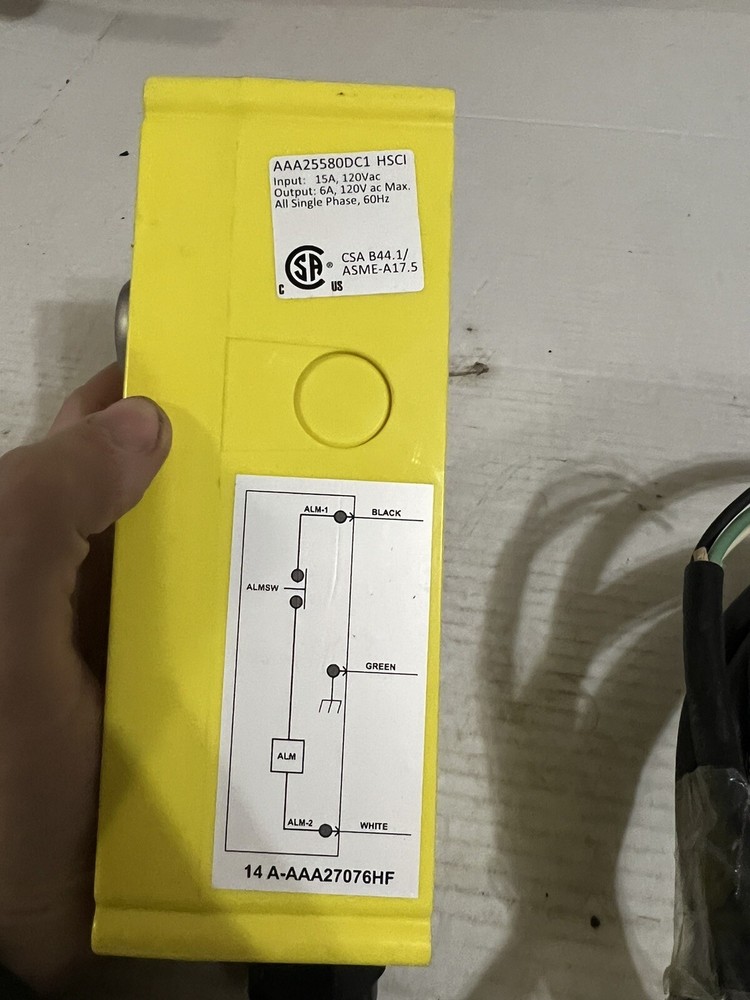 AAA25580DC1 HSCI
Input: 15A, 120Vac
Output: 6A, 120V ac Max.
All Single Phase, 60Hz
CSA B44.1/
ASME-A17.5
SA ®
C US
ALM-1 BLACK
ALMSW
GREEN
ALM
ALM-2 WHITE
14 A-AAA27076HF